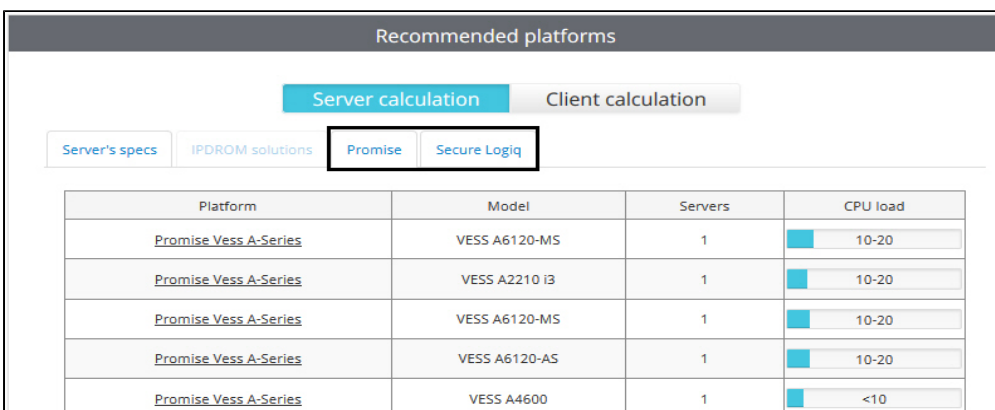 Recommended platforms
Server calculation Client calculation
Server's specs IPDROM solutions Promise Secure Logiq
Platform Model Servers CPU load
Promise Vess A-Series VESS A6120-MS 1 10-20
Promise Vess A-Series VESS A2210 i3 1 10-20
Promise Vess A-Series VESS A6120-MS 1 10-20
Promise Vess A-Series VESS A6120-AS 1 10-20
Promise Vess A-Series VESS A4600 1 <10